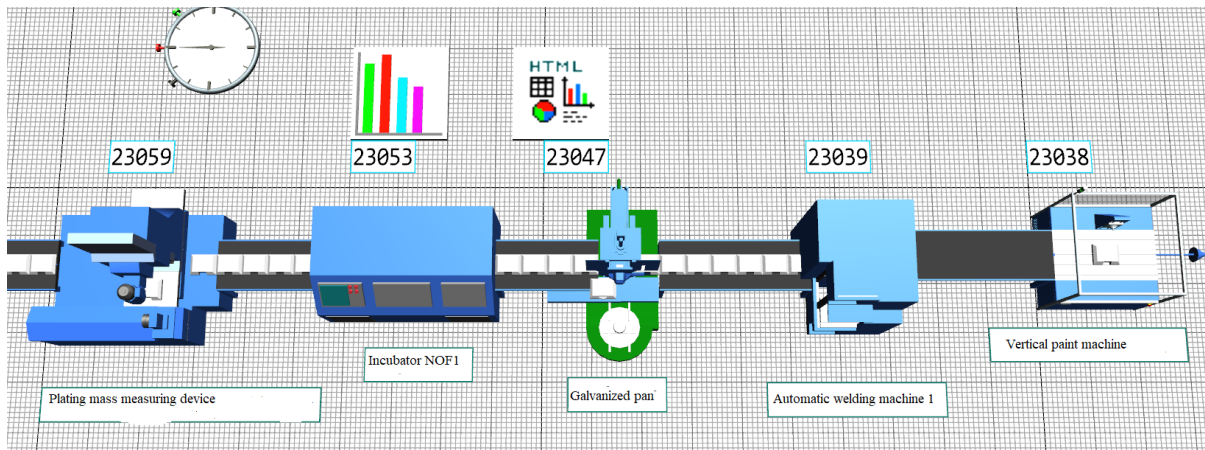 HTML
23059
23053
23047
23039
23038
Vertical paint machine
Incubator NOF1
Galvanized pan
Automatic welding machine 1
Plating mass measuring device